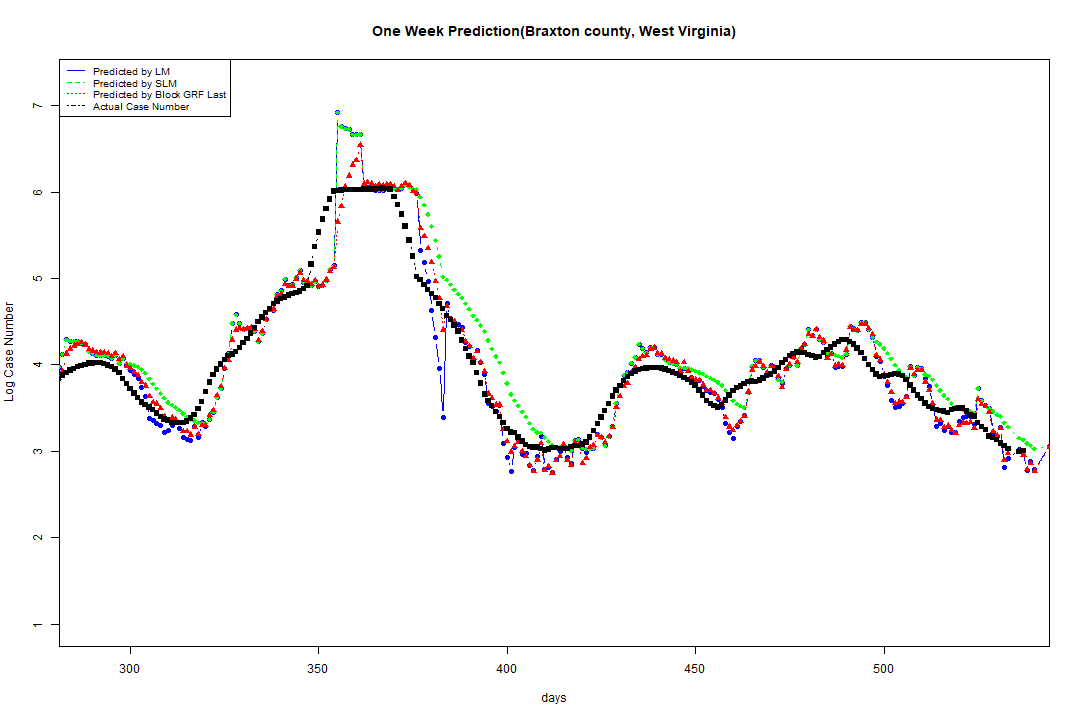 One Week Prediction(Braxton county, West Virginia)
Predicted by LM
Predicted by SLM
Predicted by Block GRF Last
Actual Case Number
7
6
5
4
3
2
1
Log Case Number
300 350 400 450 500
days